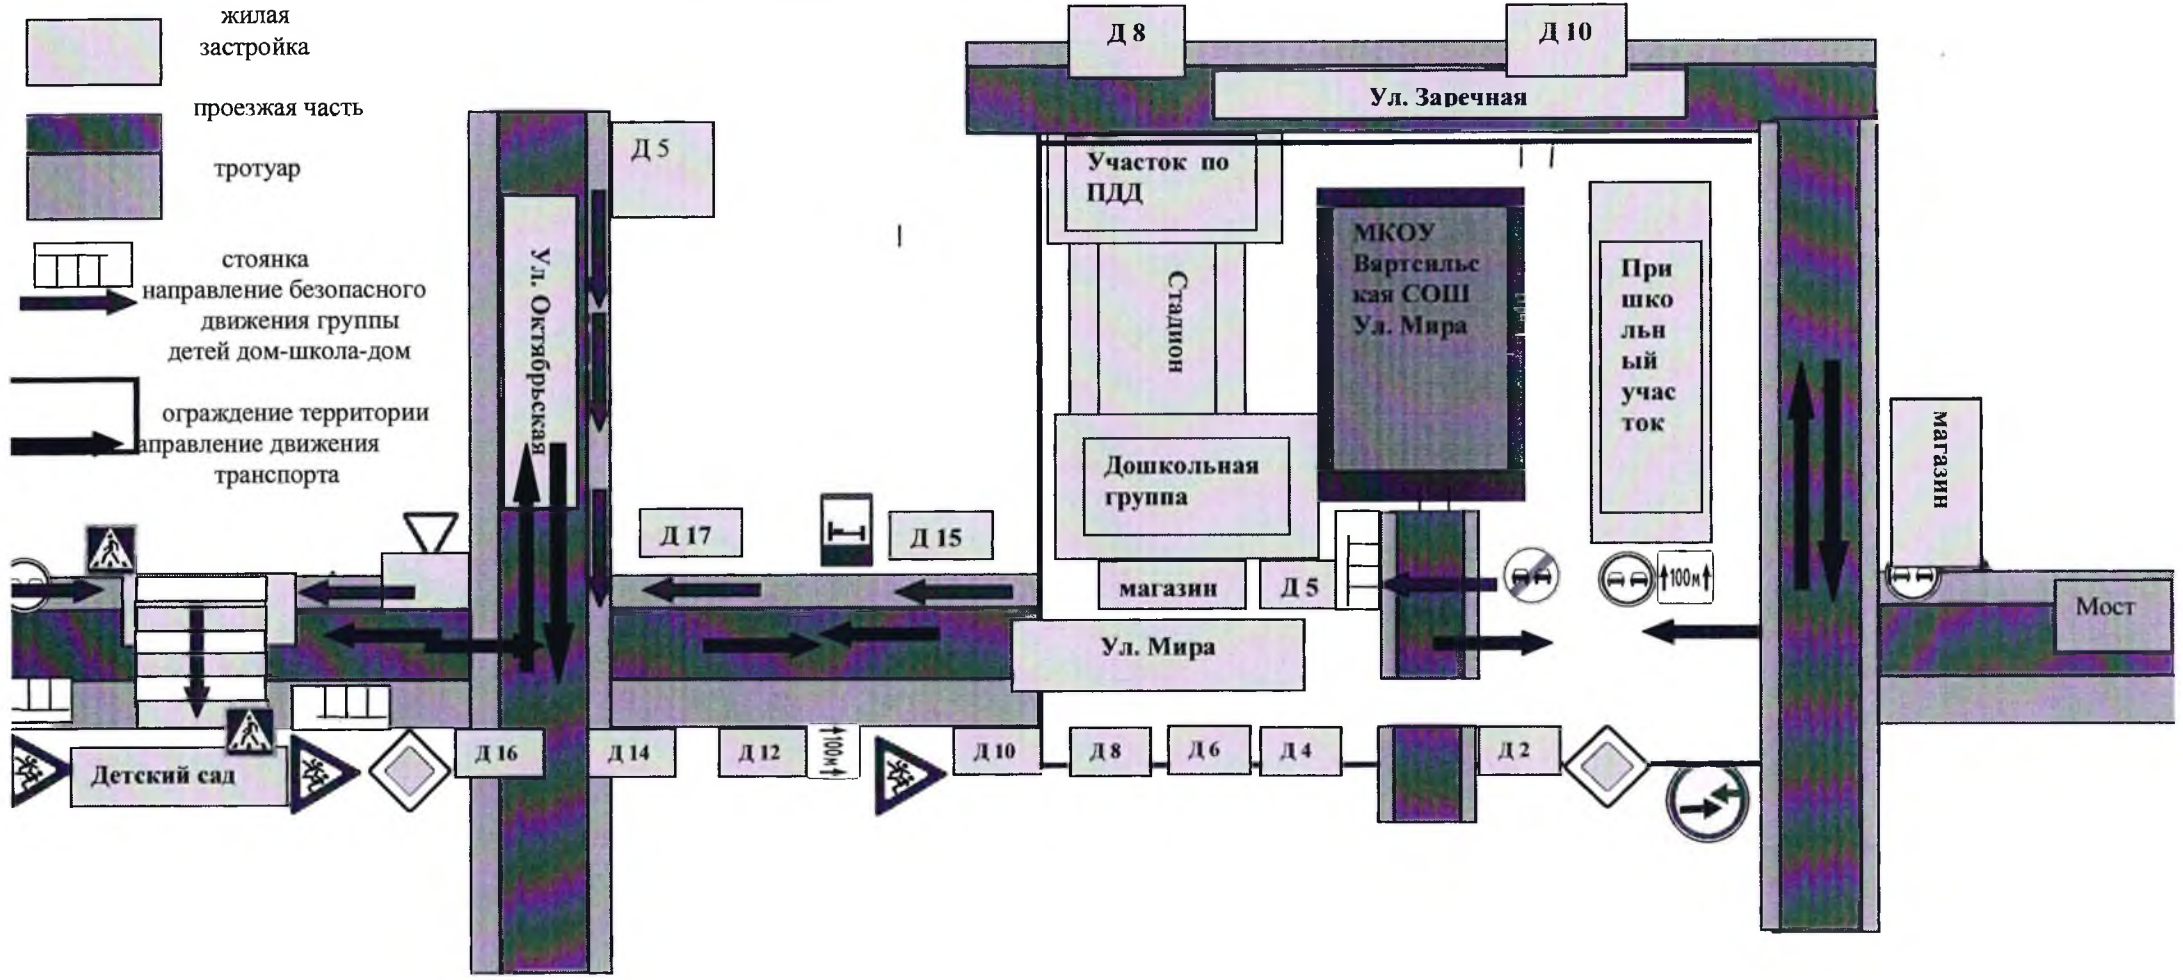 жилая
застройка
проезжая часть
тротуар
стоянка
направление безопасного
движения группы
детей дом-школа-дом
ограждение территории
аправление движения
транспорта
Д 5
Ул. Октябрьская
Д 17
Д 15
Д 16
Д 14
Д 12
100м
Д 10
Детский сад
Д 8
Д 10
Ул. Заречная
Участок по
ПДД
Стадион
Дошкольная
группа
МКОУ
Вяртсильс
кая СОШ
Ул. Мира
При
шко
льн
ый
учас
ток
магазин
Д 5
100м
Ул. Мира
Д 8
Д 6
Д 4
Д 2
магазин
Мост